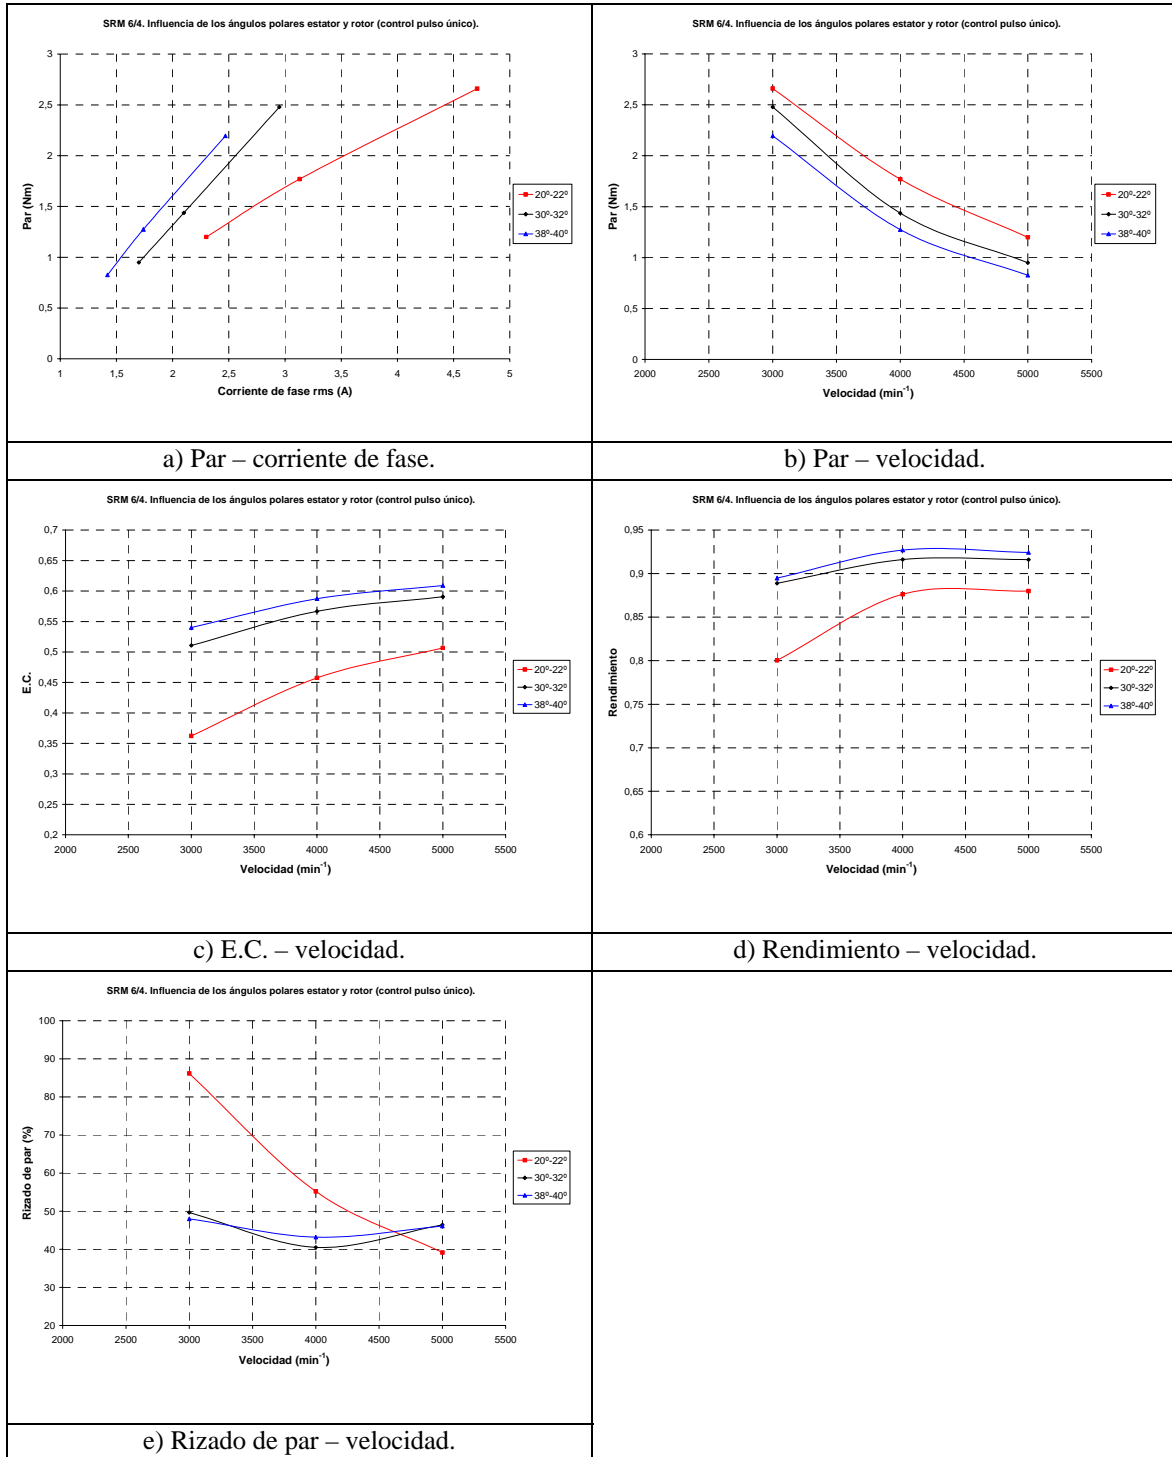 SRM 6/4. Influencia de los ángulos polares estator y rotor (control pulso único).
3
2,5
2
1,5
1
0,5
0
Par (Nm)
1 1,5 2 2,5 3 3,5 4 4,5 5
Corriente de fase rms (A)
20º-22º
30º-32º
38º-40º
a) Par – corriente de fase.
SRM 6/4. Influencia de los ángulos polares estator y rotor (control pulso único).
3
2,5
2
1,5
1
0,5
0
Par (Nm)
2000 2500 3000 3500 4000 4500 5000 5500
Velocidad (min⁻¹)
20º-22º
30º-32º
38º-40º
b) Par – velocidad.
SRM 6/4. Influencia de los ángulos polares estator y rotor (control pulso único).
0,7
0,65
0,6
0,55
0,5
0,45
0,4
0,35
0,3
0,25
0,2
E.C.
2000 2500 3000 3500 4000 4500 5000 5500
Velocidad (min⁻¹)
20º-22º
30º-32º
38º-40º
c) E.C. – velocidad.
SRM 6/4. Influencia de los ángulos polares estator y rotor (control pulso único).
0,95
0,9
0,85
0,8
0,75
0,7
0,65
0,6
Rendimiento
2000 2500 3000 3500 4000 4500 5000 5500
Velocidad (min⁻¹)
20º-22º
30º-32º
38º-40º
d) Rendimiento – velocidad.
SRM 6/4. Influencia de los ángulos polares estator y rotor (control pulso único).
100
90
80
70
60
50
40
30
20
Rizado de par (%)
2000 2500 3000 3500 4000 4500 5000 5500
Velocidad (min⁻¹)
20º-22º
30º-32º
38º-40º
e) Rizado de par – velocidad.